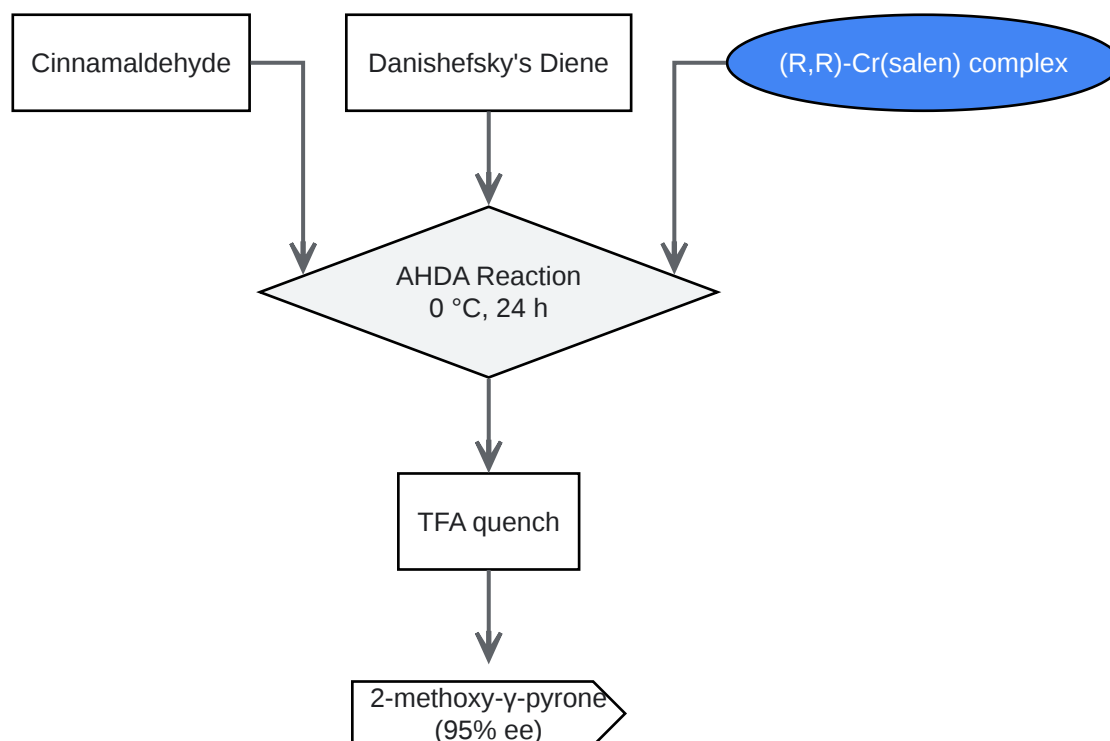 Cinnamaldehyde
Danishefsky's Diene
(R,R)-Cr(salen) complex
AHDA Reaction
0 °C, 24 h
TFA quench
2-methoxy-γ-pyrone
(95% ee)